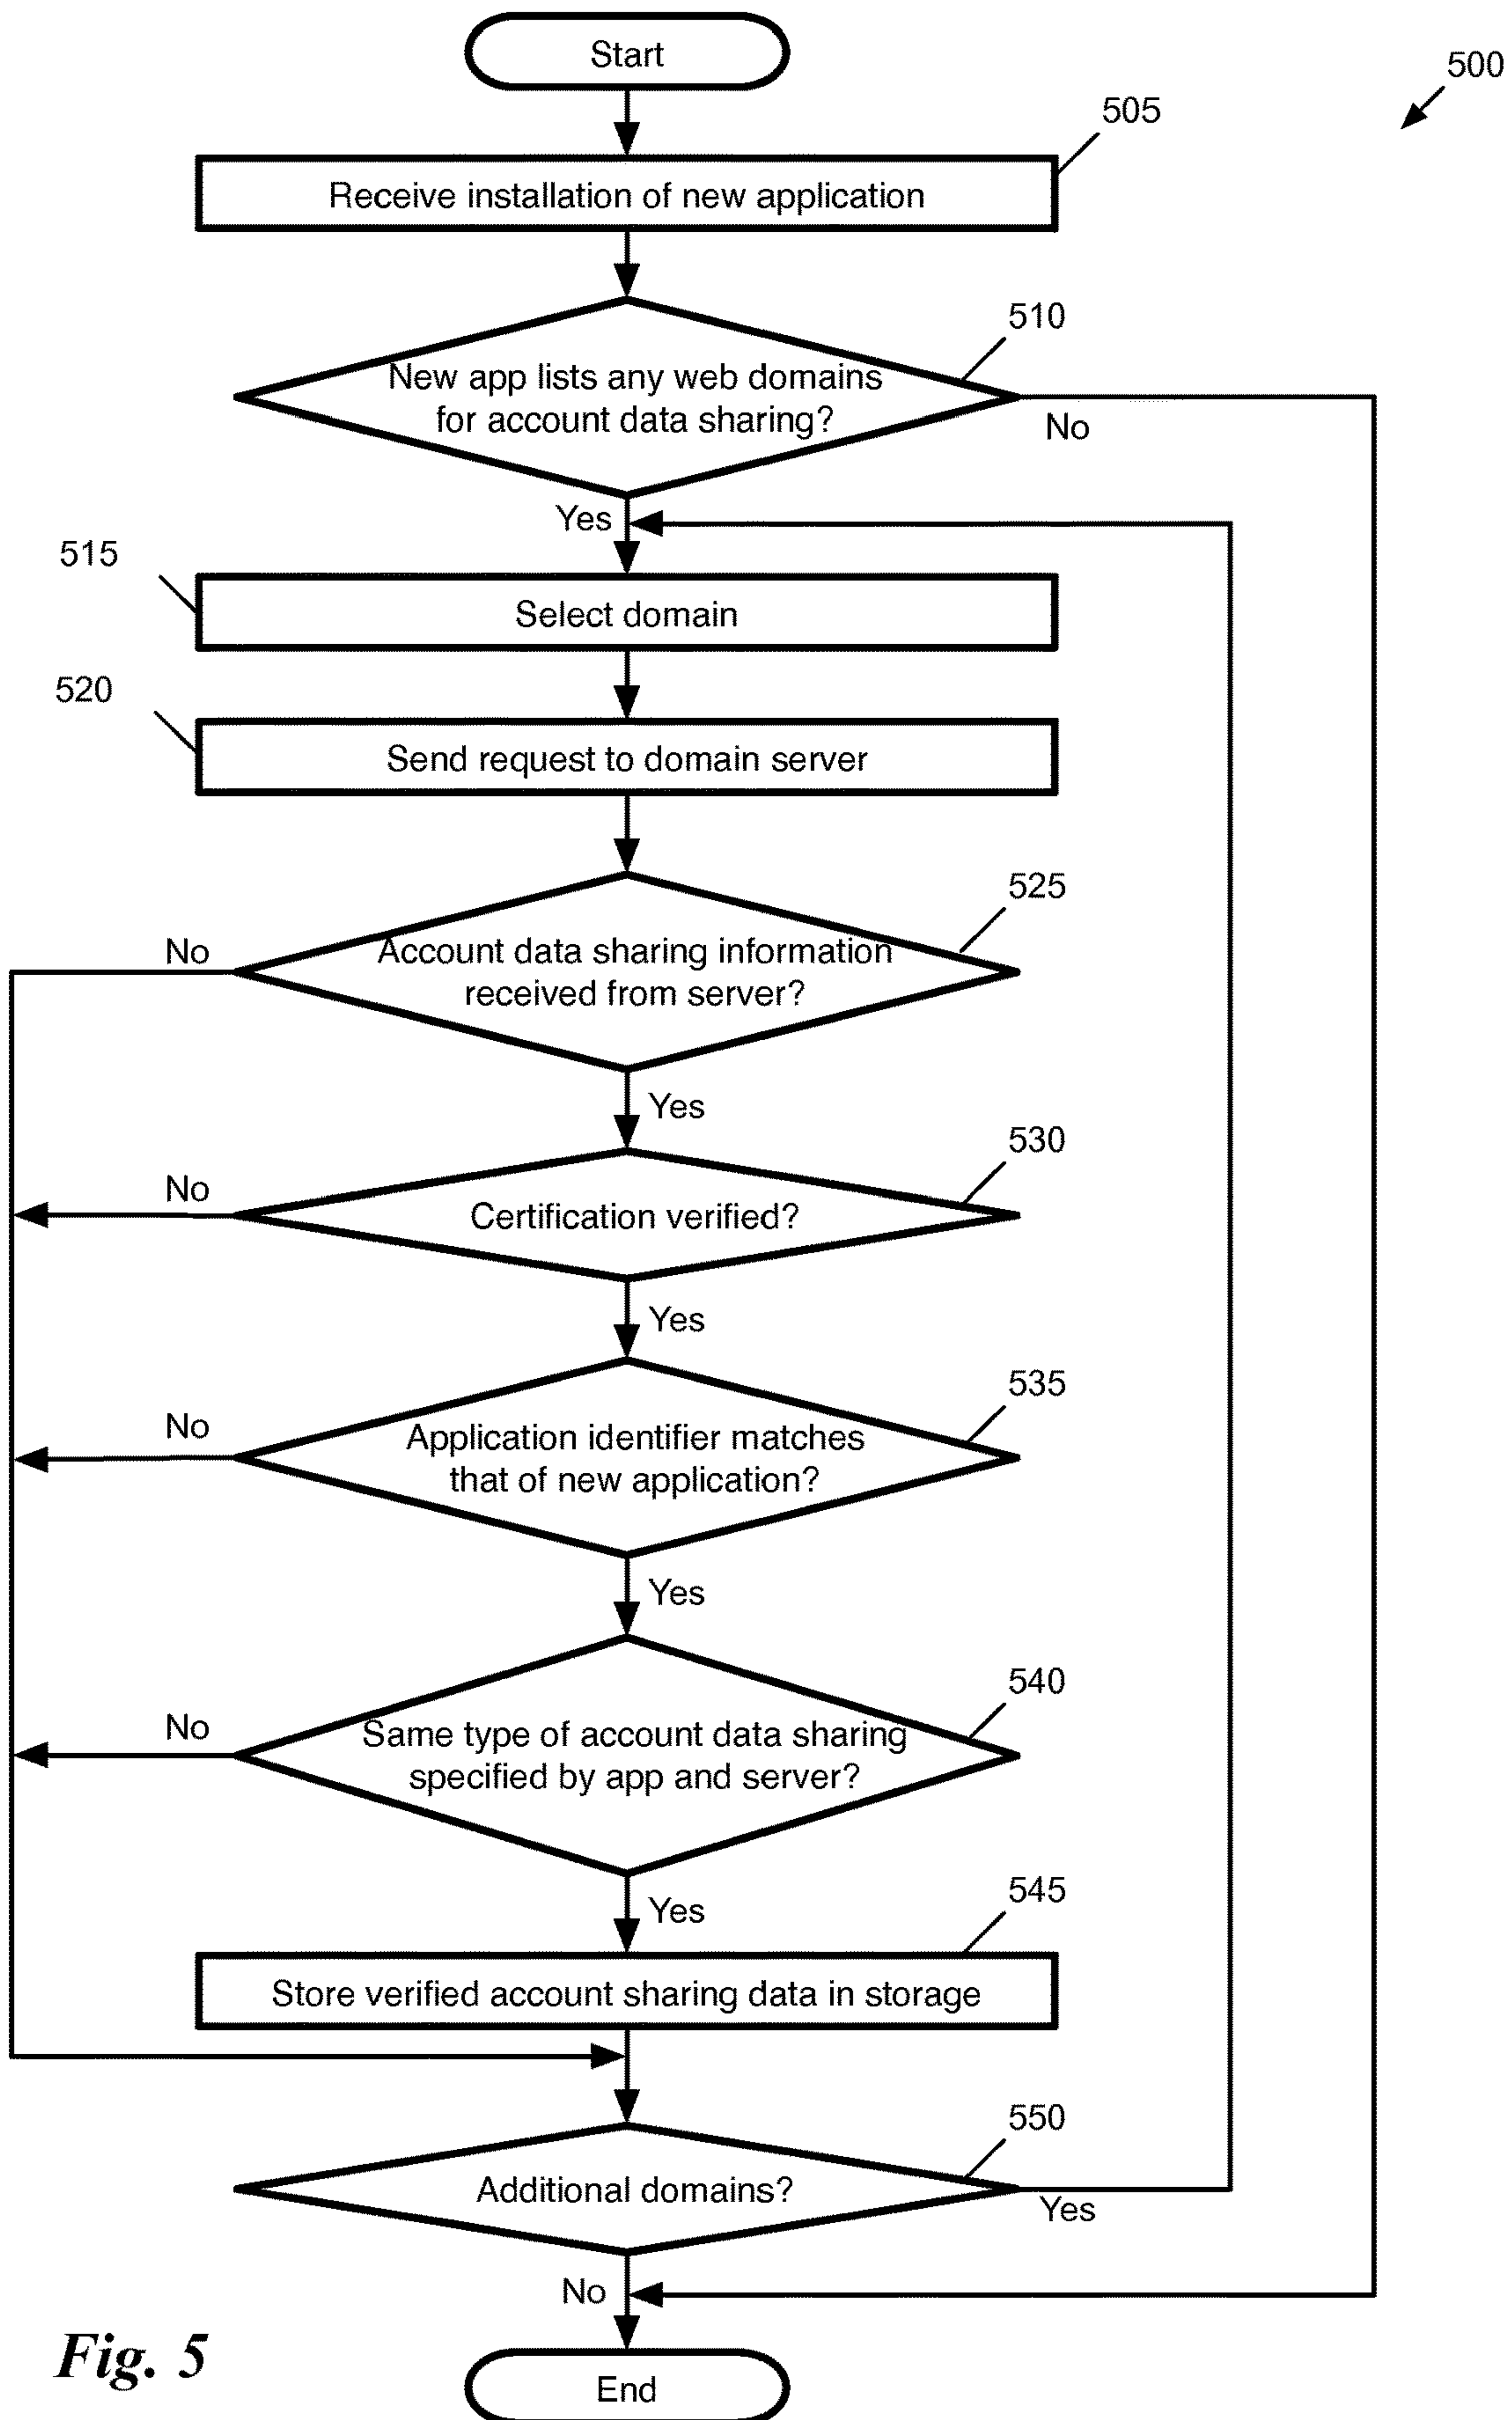 Start
500
505
Receive installation of new application
510
New app lists any web domains
for account data sharing?
No
Yes
515
Select domain
520
Send request to domain server
525
No
Account data sharing information
received from server?
Yes
530
No
Certification verified?
Yes
535
No
Application identifier matches
that of new application?
Yes
540
No
Same type of account data sharing
specified by app and server?
Yes
545
Store verified account sharing data in storage
550
Additional domains?
Yes
No
Fig. 5
End